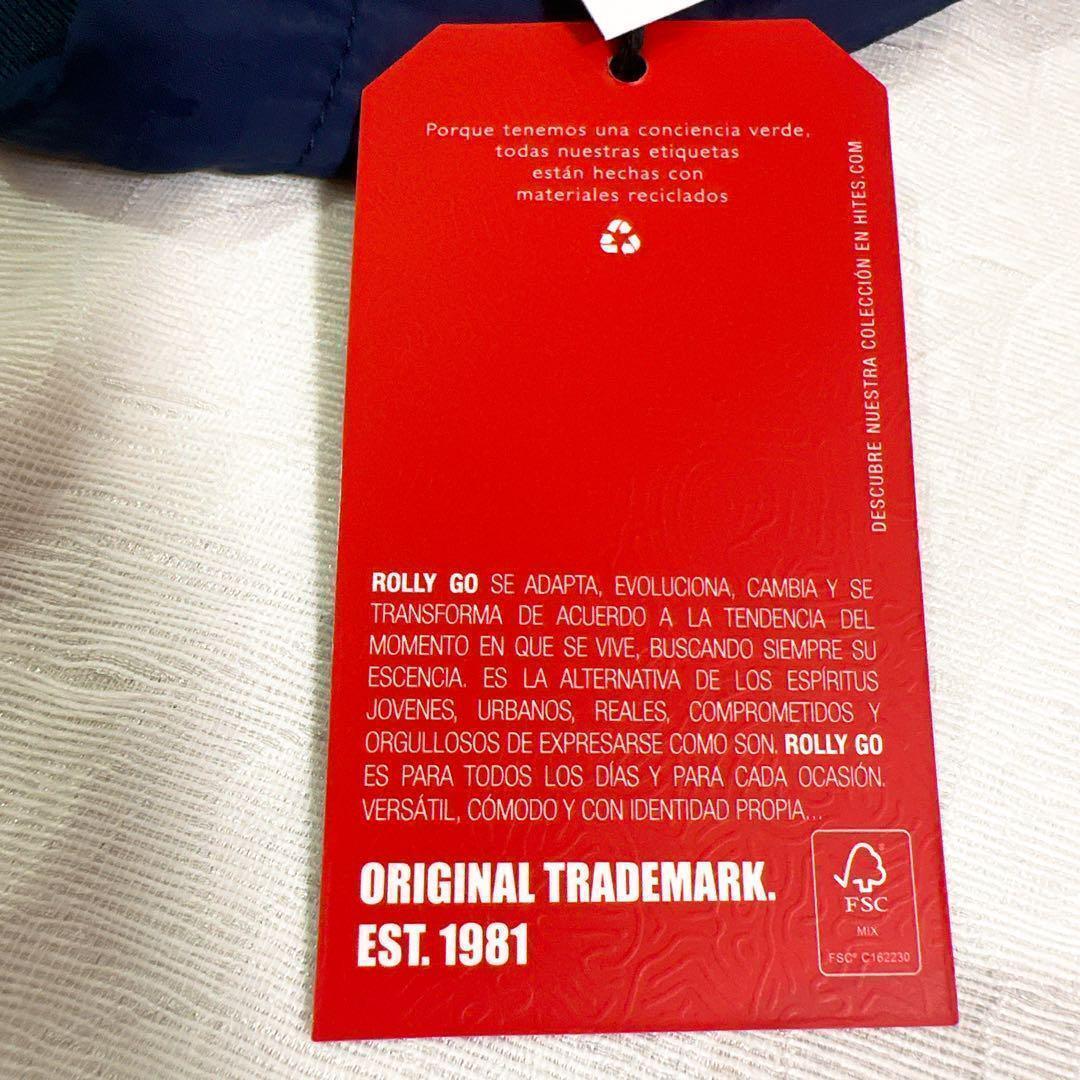 Porque tenemos una conciencia verde,
todas nuestras etiquetas
están hechas con
materiales reciclados
DESCUBRE NUESTRA COLECCIÓN EN HITES.COM
ROLLY GO SE ADAPTA, EVOLUCIONA, CAMBIA Y SE
TRANSFORMA DE ACUERDO A LA TENDENCIA DEL
MOMENTO EN QUE SE VIVE, BUSCANDO SIEMPRE SU
ESCENCIA. ES LA ALTERNATIVA DE LOS ESPÍRITUS
JOVENES, URBANOS, REALES, COMPROMETIDOS Y
ORGULLOSOS DE EXPRESARSE COMO SON. ROLLY GO
ES PARA TODOS LOS DÍAS Y PARA CADA OCASIÓN.
VERSÁTIL, CÓMODO Y CON IDENTIDAD PROPIA...
ORIGINAL TRADEMARK.
EST. 1981
FSC
MIX
FSC® C162230